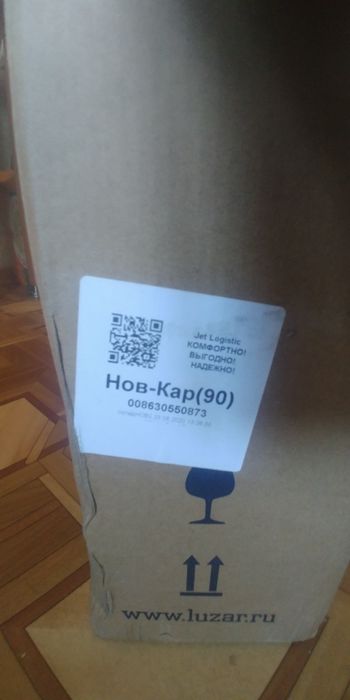 Jet Logistic
КОМФОРТНО!
ВЫГОДНО!
НАДЕЖНО!
Нов-Кар(90)
008630550873
www.luzar.ru